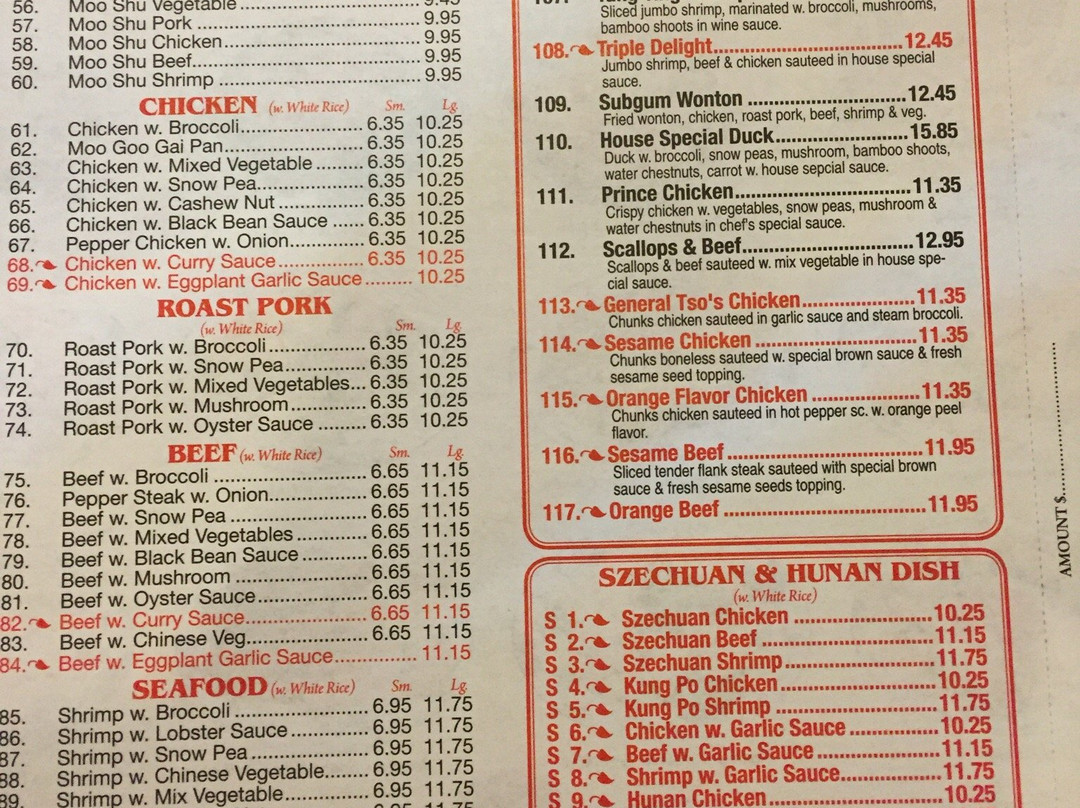 56. Moo Shu Vegetable 9.45
57. Moo Shu Pork 9.95
58. Moo Shu Chicken 9.95
59. Moo Shu Beef 9.95
60. Moo Shu Shrimp 9.95
CHICKEN (w. White Rice) Sm. Lg.
61. Chicken w. Broccoli 6.35 10.25
62. Moo Goo Gai Pan 6.35 10.25
63. Chicken w. Mixed Vegetable 6.35 10.25
64. Chicken w. Snow Pea 6.35 10.25
65. Chicken w. Cashew Nut 6.35 10.25
66. Chicken w. Black Bean Sauce 6.35 10.25
67. Pepper Chicken w. Onion 6.35 10.25
68. Chicken w. Curry Sauce 6.35 10.25
69. Chicken w. Eggplant Garlic Sauce 10.25
ROAST PORK
(w. White Rice) Sm. Lg.
70. Roast Pork w. Broccoli 6.35 10.25
71. Roast Pork w. Snow Pea 6.35 10.25
72. Roast Pork w. Mixed Vegetables 6.35 10.25
73. Roast Pork w. Mushroom 6.35 10.25
74. Roast Pork w. Oyster Sauce 6.35 10.25
BEEF (w. White Rice) Sm. Lg.
75. Beef w. Broccoli 6.65 11.15
76. Pepper Steak w. Onion 6.65 11.15
77. Beef w. Snow Pea 6.65 11.15
78. Beef w. Mixed Vegetables 6.65 11.15
79. Beef w. Black Bean Sauce 6.65 11.15
80. Beef w. Mushroom 6.65 11.15
81. Beef w. Oyster Sauce 6.65 11.15
82. Beef w. Curry Sauce 6.65 11.15
83. Beef w. Chinese Veg. 6.65 11.15
84. Beef w. Eggplant Garlic Sauce 11.15
SEAFOOD (w. White Rice) Sm. Lg.
85. Shrimp w. Broccoli 6.95 11.75
86. Shrimp w. Lobster Sauce 6.95 11.75
87. Shrimp w. Snow Pea 6.95 11.75
88. Shrimp w. Chinese Vegetable 6.95 11.75
89. Shrimp w. Mix Vegetable 6.95 11.75
6.95 11.75
107.
Sliced jumbo shrimp, marinated w. broccoli, mushrooms,
bamboo shoots in wine sauce.
108. Triple Delight 12.45
Jumbo shrimp, beef & chicken sauteed in house special
sauce.
109. Subgum Wonton 12.45
Fried wonton, chicken, roast pork, beef, shrimp & veg.
110. House Special Duck 15.85
Duck w. broccoli, snow peas, mushroom, bamboo shoots,
water chestnuts, carrot w. house sepcial sauce.
111. Prince Chicken 11.35
Crispy chicken w. vegetables, snow peas, mushroom &
water chestnuts in chef's special sauce.
112. Scallops & Beef 12.95
Scallops & beef sauteed w. mix vegetable in house spe-
cial sauce.
113. General Tso's Chicken 11.35
Chunks chicken sauteed in garlic sauce and steam broccoli.
114. Sesame Chicken 11.35
Chunks boneless sauteed w. special brown sauce & fresh
sesame seed topping.
115. Orange Flavor Chicken 11.35
Chunks chicken sauteed in hot pepper sc. w. orange peel
flavor.
116. Sesame Beef 11.95
Sliced tender flank steak sauteed with special brown
sauce & fresh sesame seeds topping.
117. Orange Beef 11.95
SZECHUAN & HUNAN DISH
(w. White Rice)
S 1. Szechuan Chicken 10.25
S 2. Szechuan Beef 11.15
S 3. Szechuan Shrimp 11.75
S 4. Kung Po Chicken 10.25
S 5. Kung Po Shrimp 11.75
S 6. Chicken w. Garlic Sauce 10.25
S 7. Beef w. Garlic Sauce 11.15
S 8. Shrimp w. Garlic Sauce 11.75
S 9. Hunan Chicken 10.25
AMOUNT $